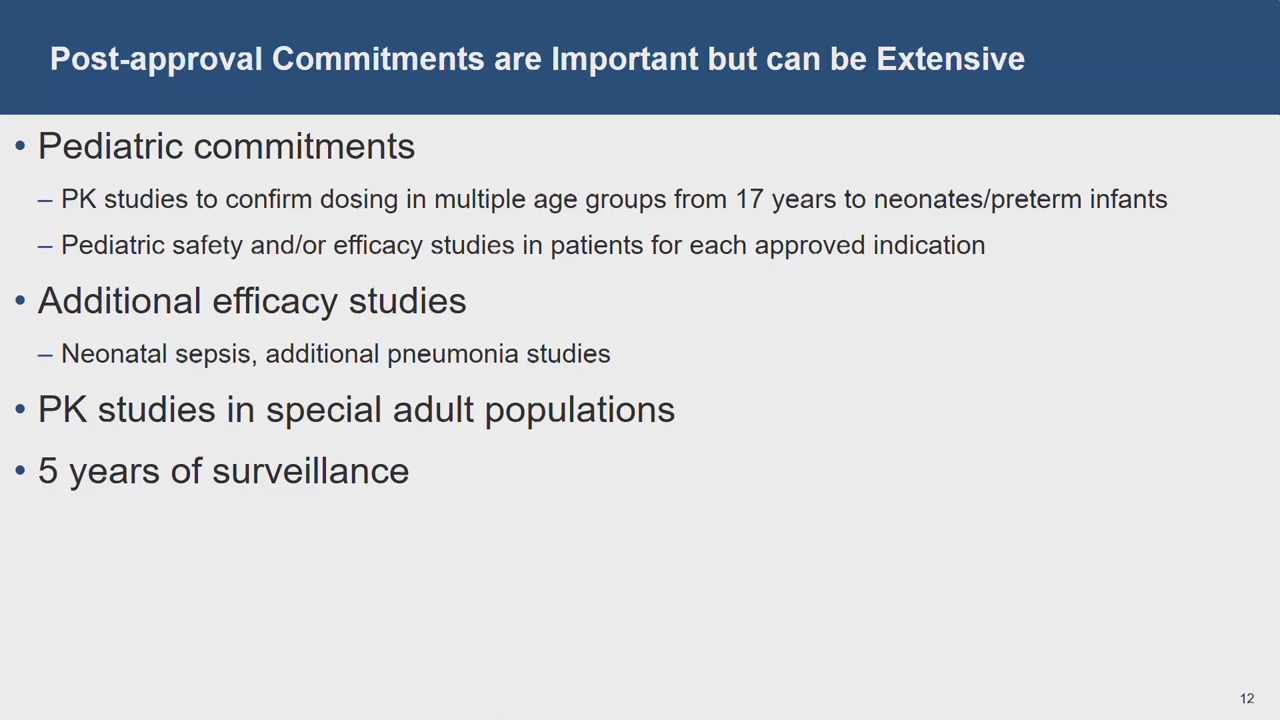 Post-approval Commitments are Important but can be Extensive
• Pediatric commitments
– PK studies to confirm dosing in multiple age groups from 17 years to neonates/preterm infants
– Pediatric safety and/or efficacy studies in patients for each approved indication
• Additional efficacy studies
– Neonatal sepsis, additional pneumonia studies
• PK studies in special adult populations
• 5 years of surveillance
12